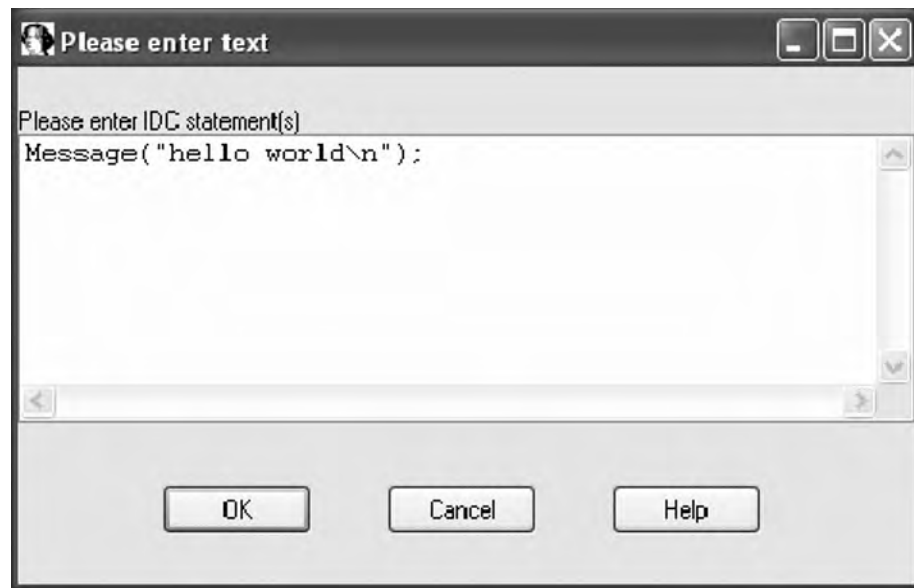 Please enter text
Please enter IDC statement(s)
Message("hello world\n");
OK Cancel Help